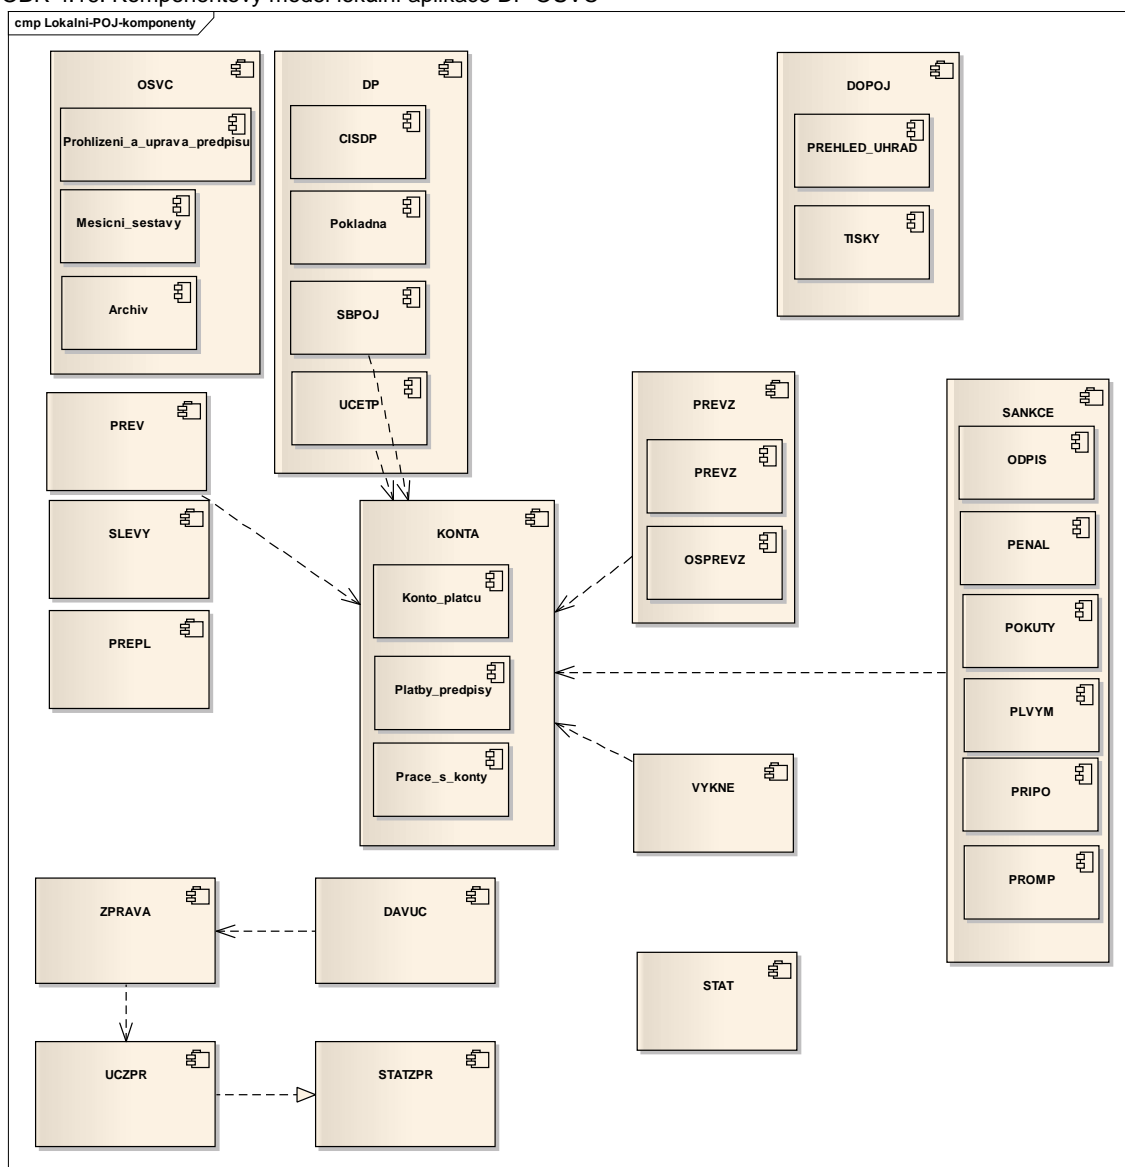 cmp Lokalni-POJ-komponenty
OSVC
Prohlizeni_a_uprava_predpisu
Mesicni_sestavy
Archiv
DP
CISDP
Pokladna
SBPOJ
UCETP
DOPOJ
PREHLED_UHRAD
TISKY
PREV
SLEVY
PREPL
KONTA
Konto_platcu
Platby_predpisy
Prace_s_konty
PREVZ
PREVZ
OSPREVZ
SANKCE
ODPIS
PENAL
POKUTY
PLVYM
PRIPO
PROMP
VYKNE
ZPRAVA
DAVUC
STAT
UCZPR
STATZPR